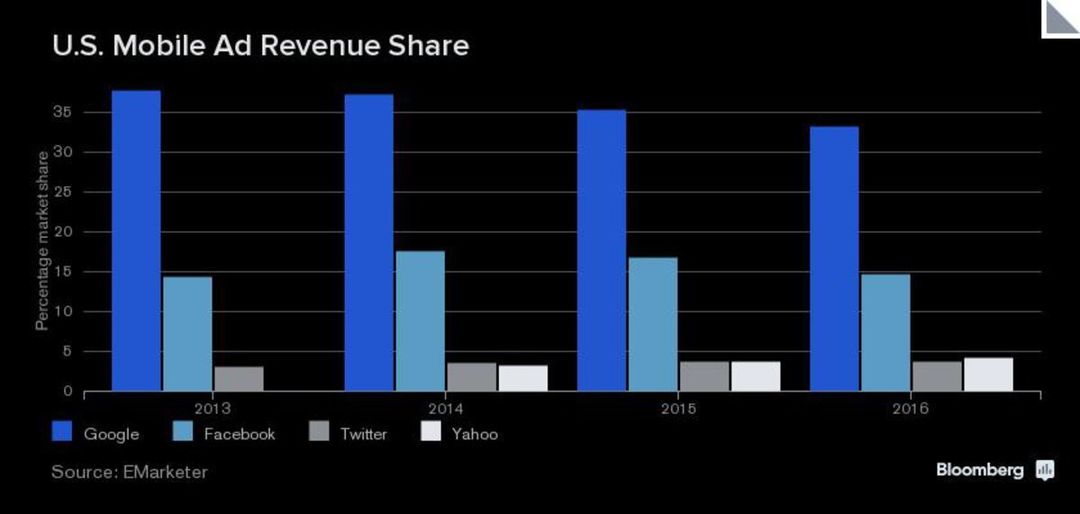 U.S. Mobile Ad Revenue Share
Percentage market share
35
30
25
20
15
10
5
0
2013 2014 2015 2016
Google Facebook Twitter Yahoo
Source: EMarketer
Bloomberg